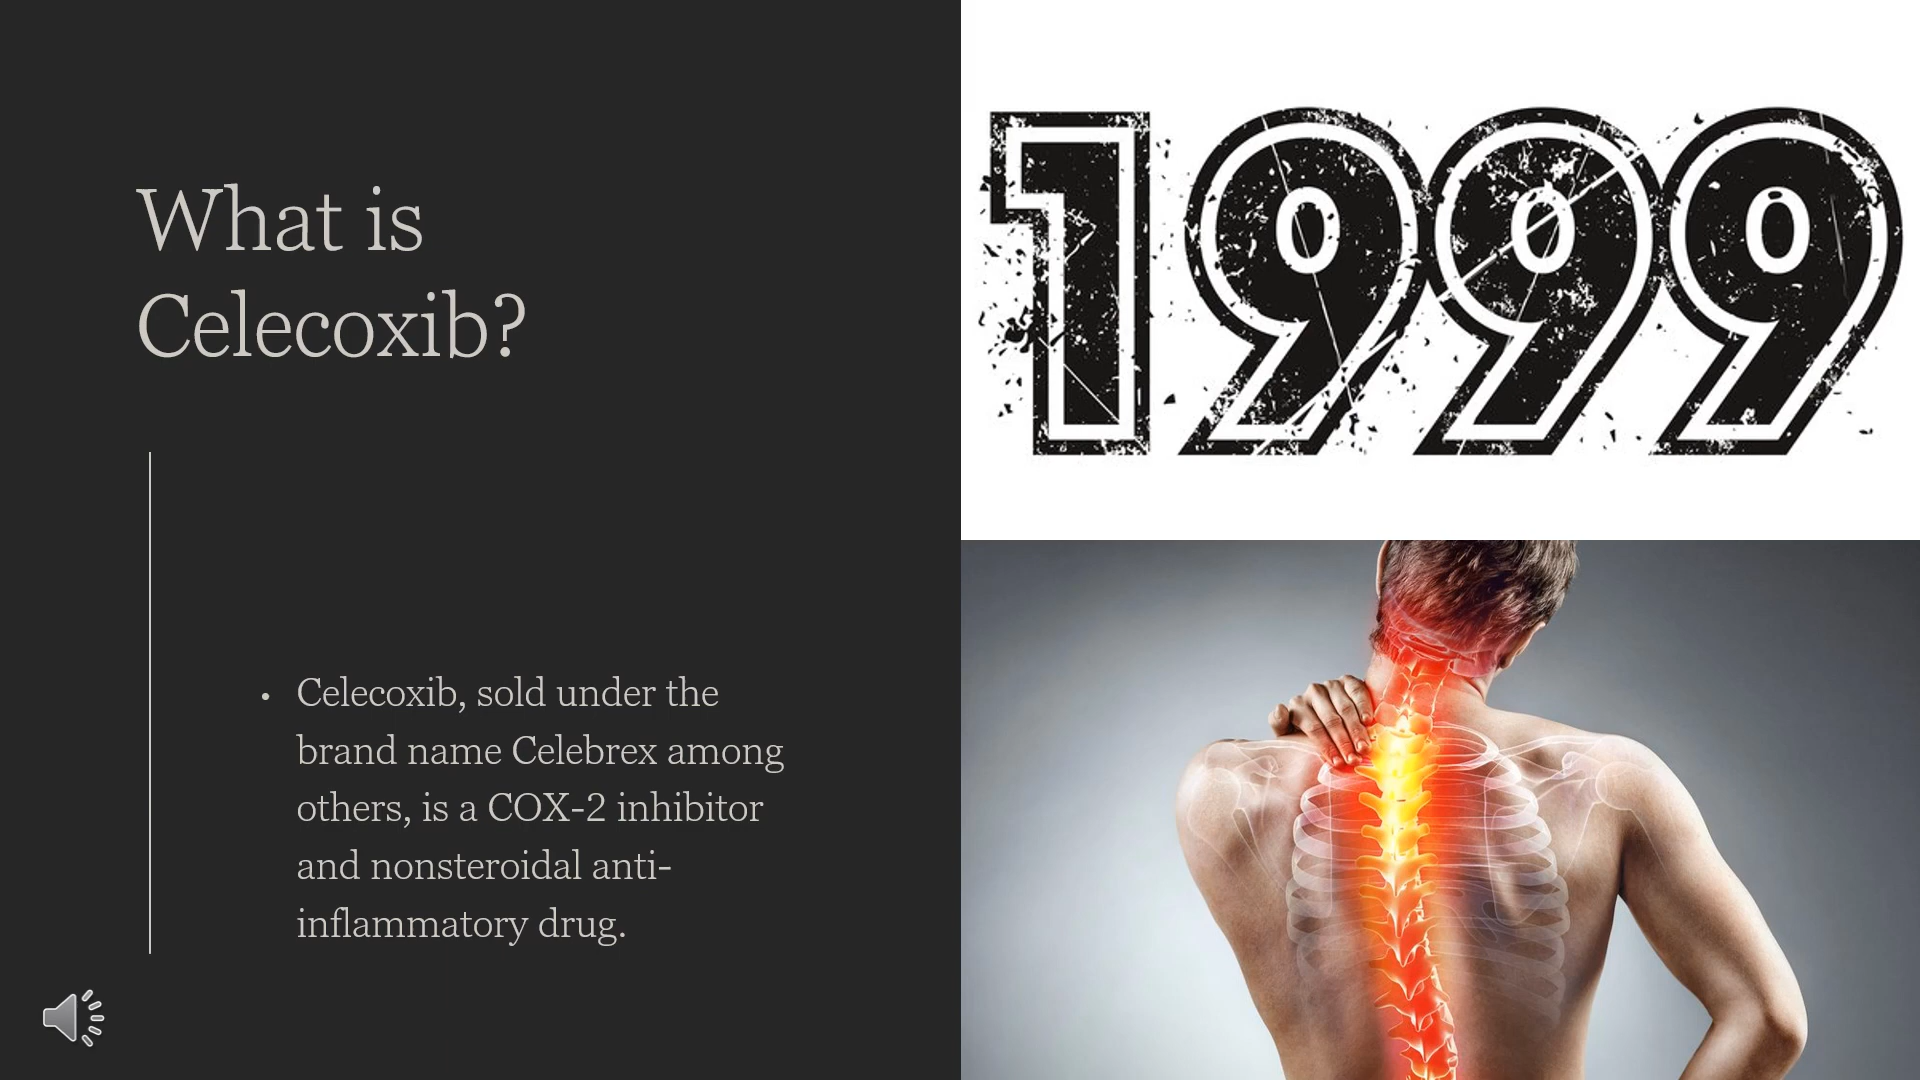 What is
Celecoxib?
• Celecoxib, sold under the
brand name Celebrex among
others, is a COX-2 inhibitor
and nonsteroidal anti-
inflammatory drug.
1999